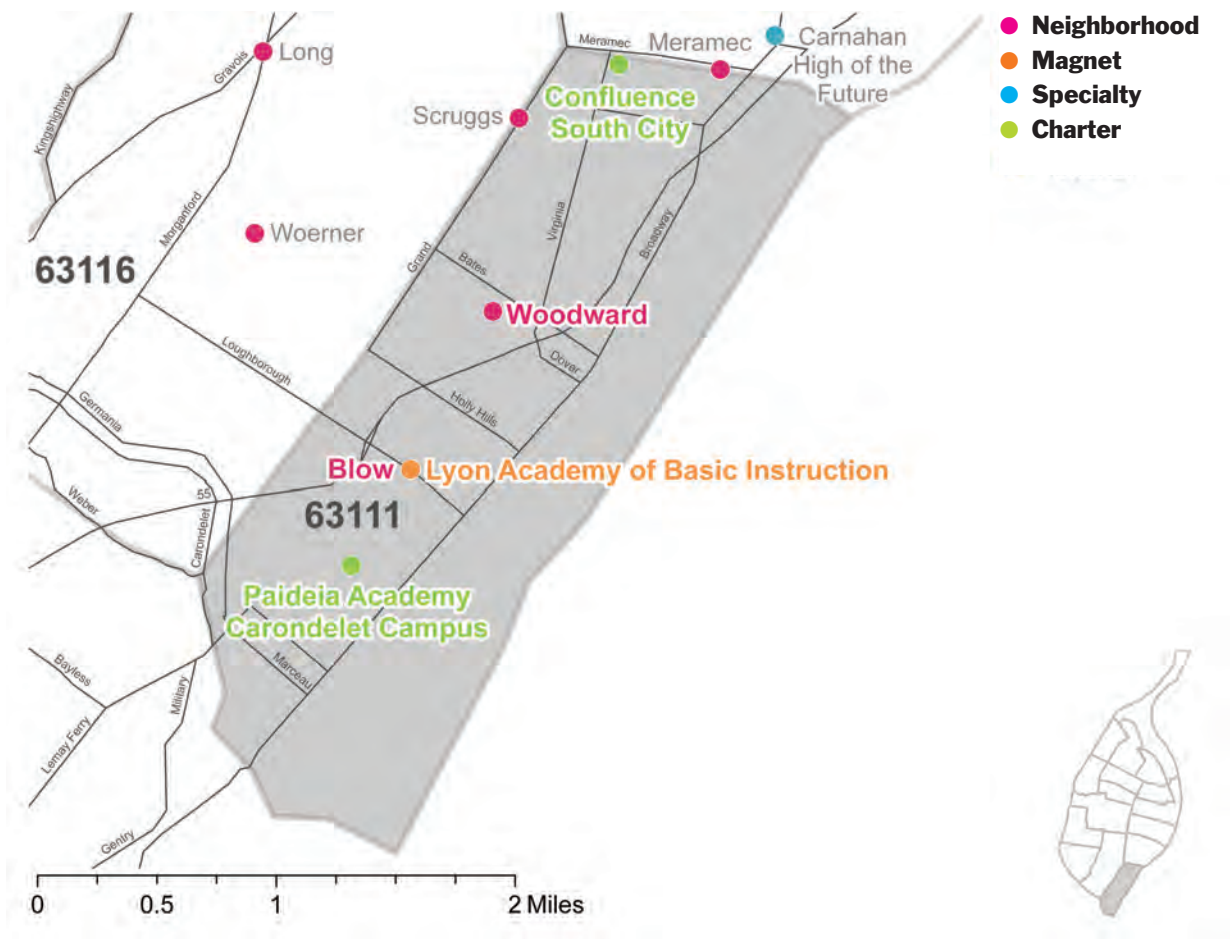 Neighborhood
Magnet
Specialty
Charter
Long
Gravois
Kingshighway
Meramec
Meramec
Carnahan
High of the
Future
Confluence
South City
Scruggs
Morganford
Woerner
63116
Virginia
Broadway
Grand
Bates
Woodward
Loughborough
Dover
Holly Hills
Germania
Blow
Lyon Academy of Basic Instruction
55
Weber
Carondelet
63111
Paideia Academy
Carondelet Campus
Marceau
Bayless
Military
Lemay Ferry
Gentry
0
0.5
1
2 Miles